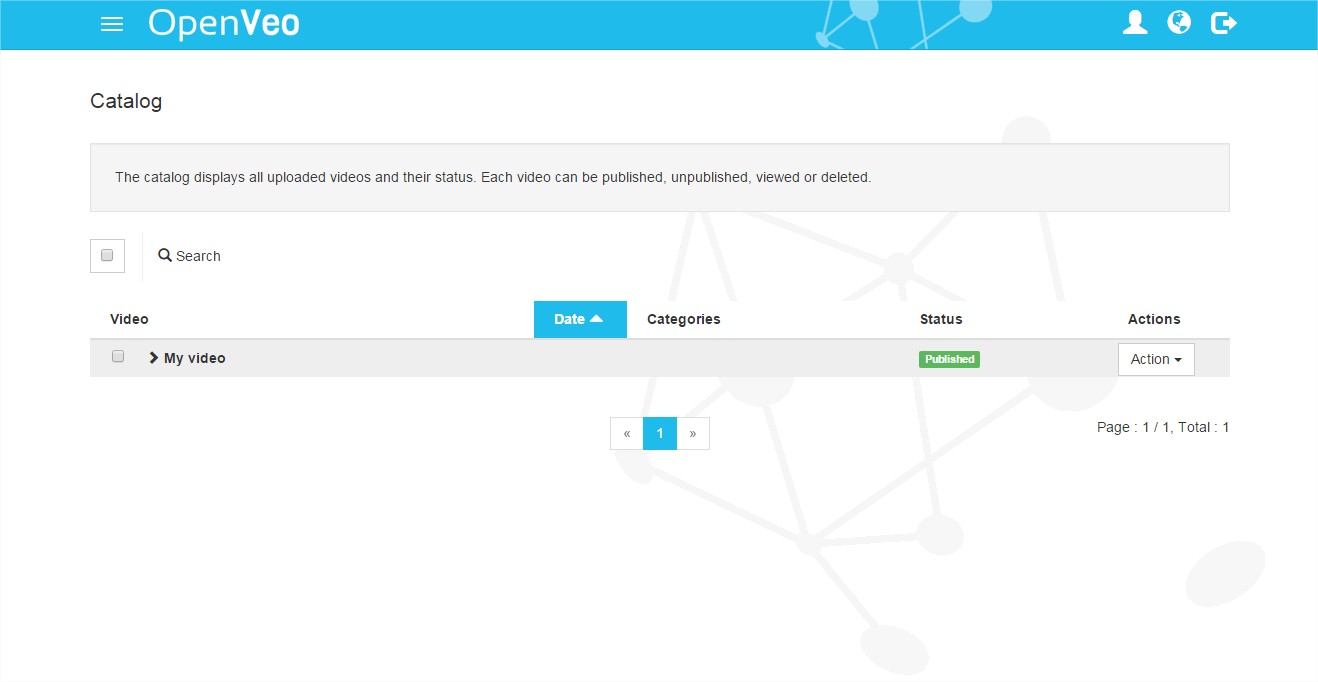 OpenVeo
Catalog
The catalog displays all uploaded videos and their status. Each video can be published, unpublished, viewed or deleted.
Search
Video Date Categories Status Actions
My video Published Action
« 1 » Page : 1 / 1, Total : 1